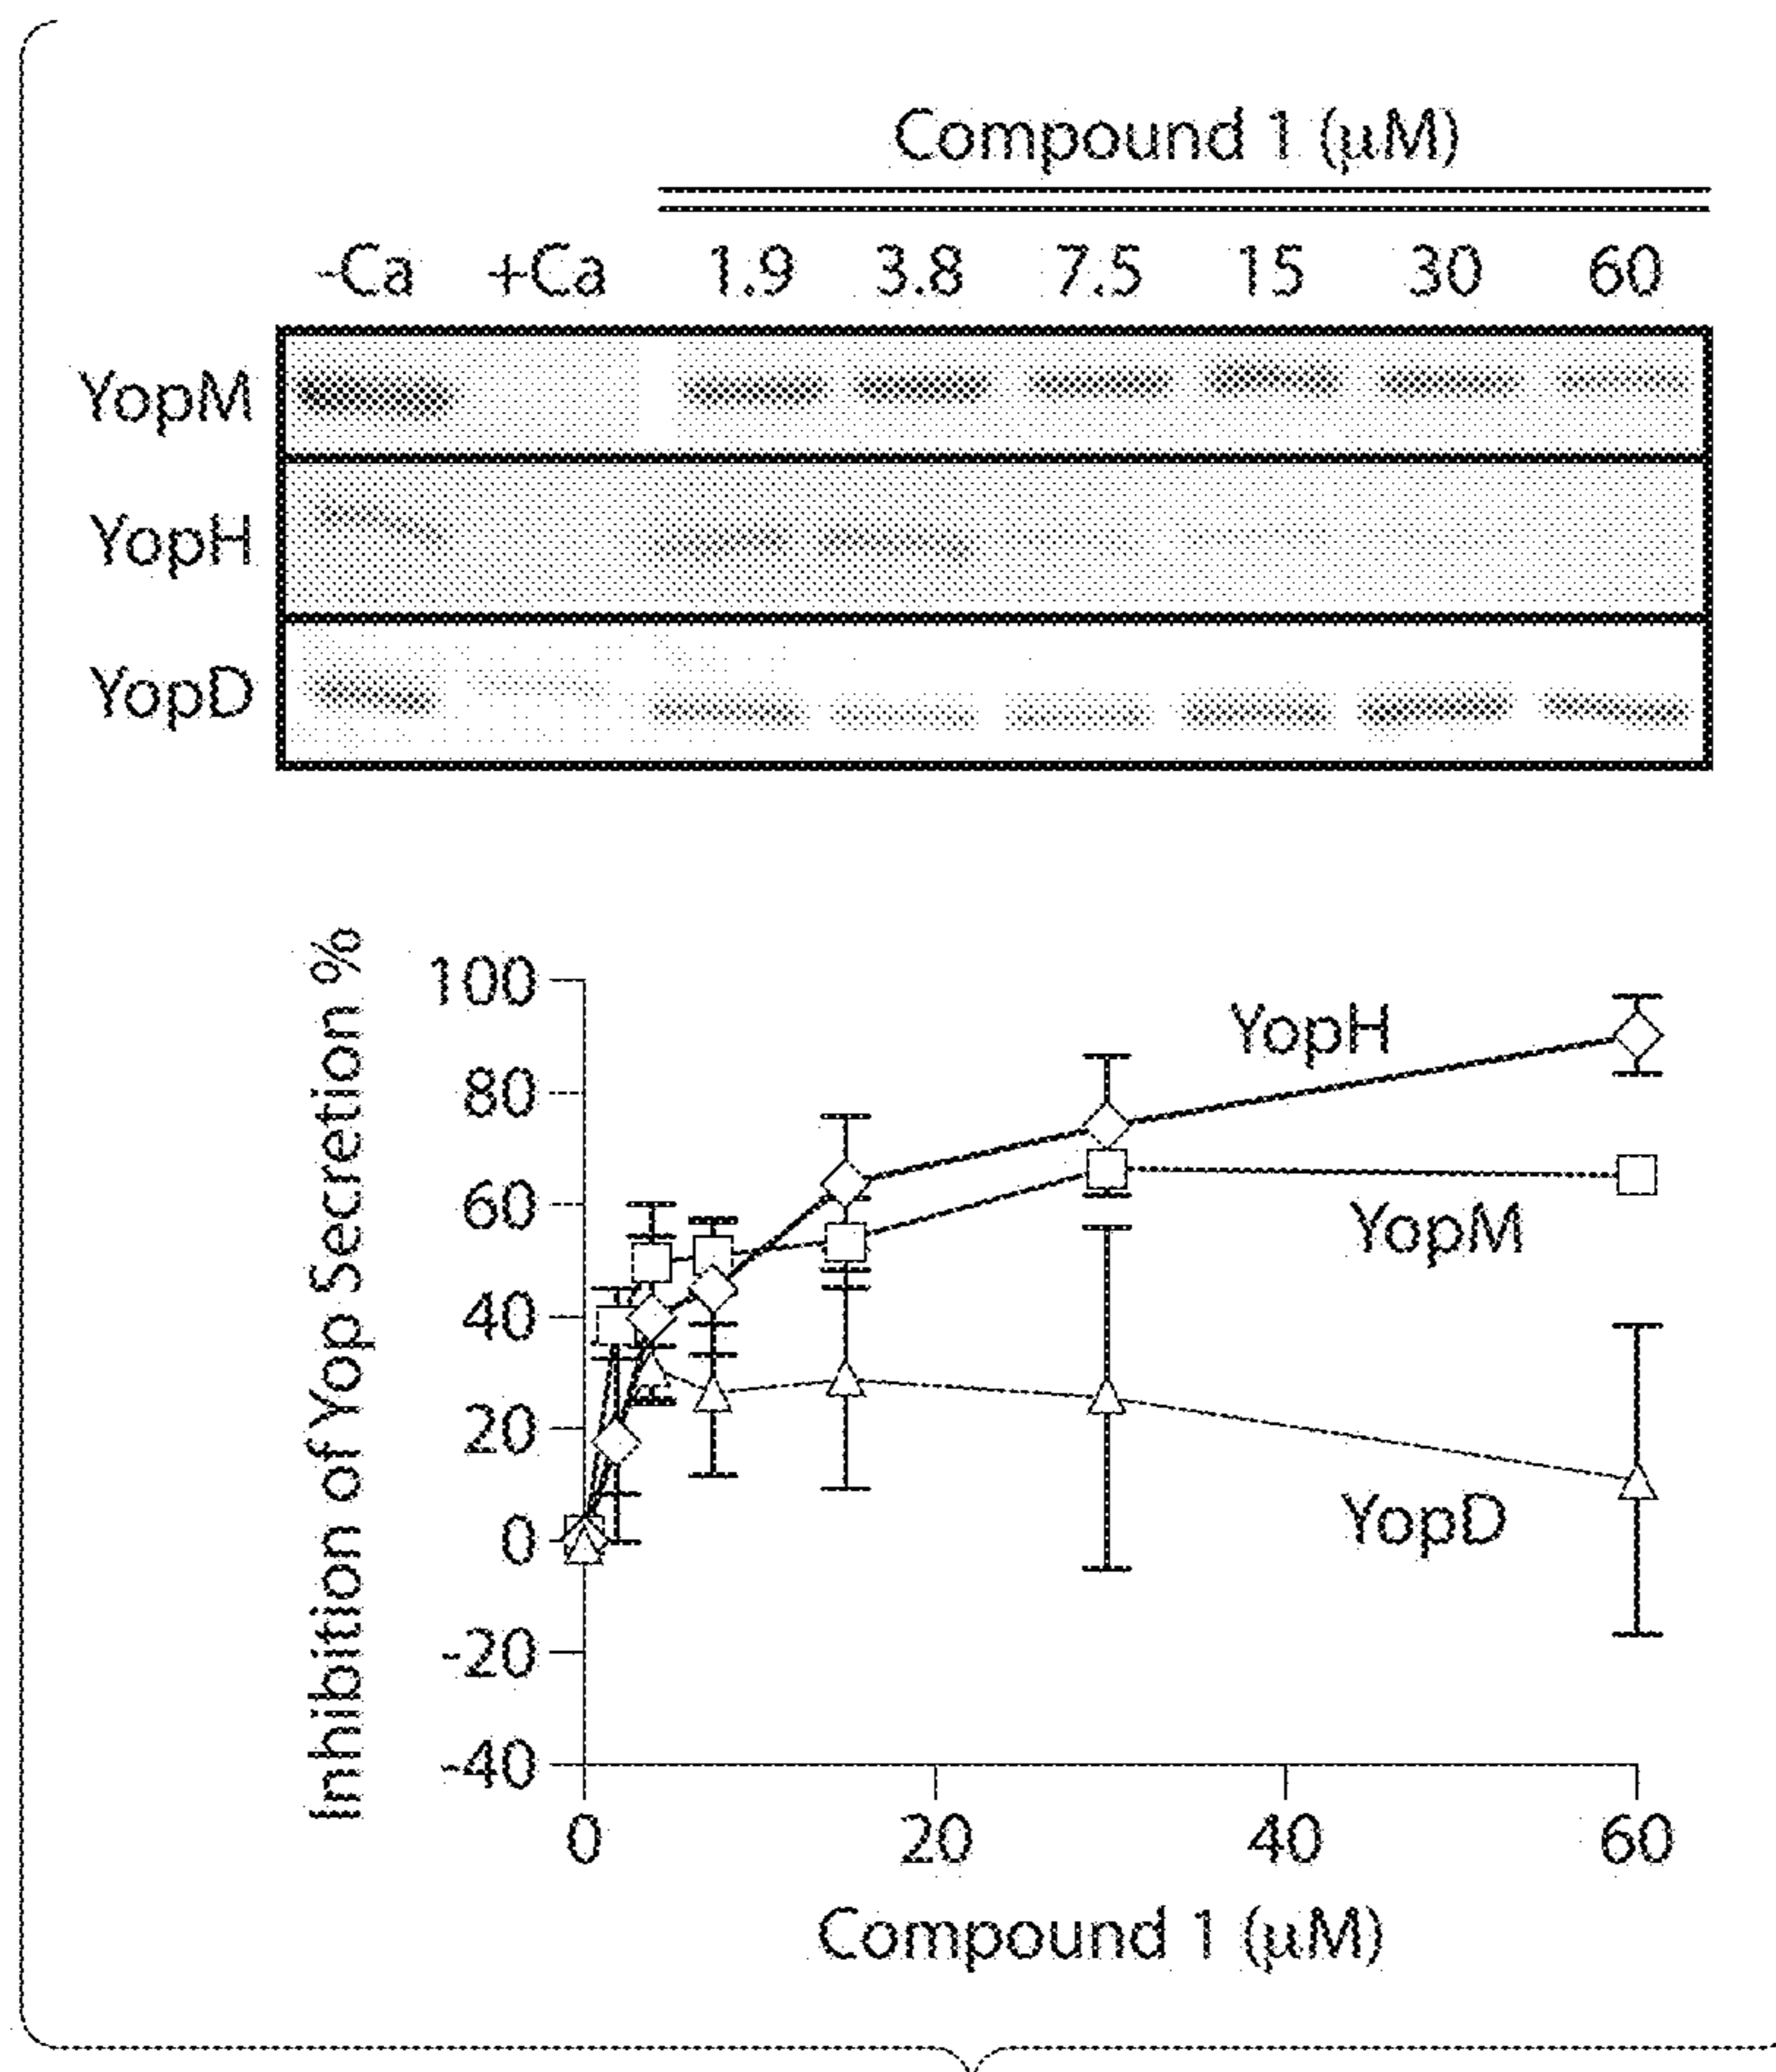 Compound 1 (μM)
-Ca +Ca 1.9 3.8 7.5 15 30 60
YopM
YopH
YopD
Inhibition of Yop Secretion %
100
80
60
40
20
0
-20
-40
YopH
YopM
YopD
0 20 40 60
Compound 1 (μM)